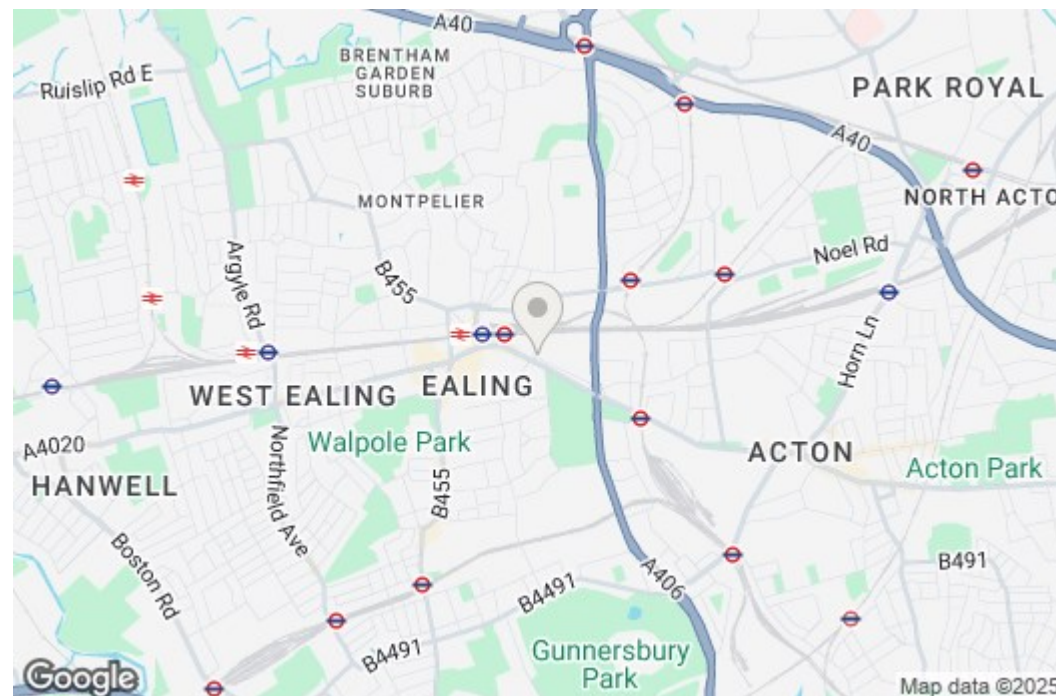 A40
BRENTHAM
GARDEN
SUBURB
Ruislip Rd E
PARK ROYAL
A40
MONTPELIER
NORTH ACTO
Argyle Rd
B455
Noel Rd
Horn Ln
WEST EALING
EALING
Walpole Park
A4020
HANWELL
Northfield Ave
B455
ACTON
Acton Park
Boston Rd
B4491
A406
B491
B4491
Gunnersbury
Park
Google
Map data ©2025